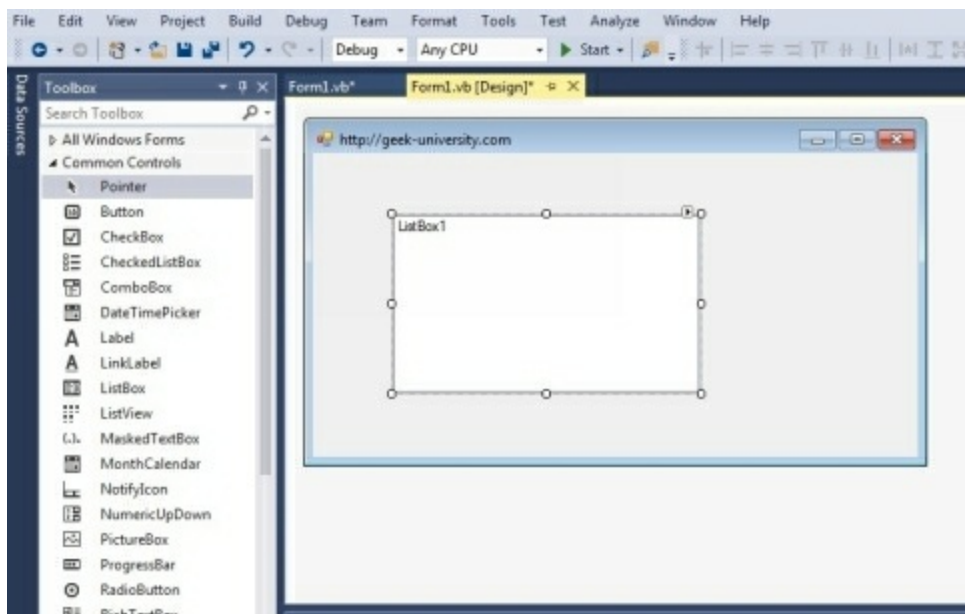 File Edit View Project Build Debug Team Format Tools Test Analyze Window Help
Debug Any CPU Start
Data Sources
Toolbox
Form1.vb* Form1.vb [Design]*
Search Toolbox
All Windows Forms
Common Controls
Pointer
Button
CheckBox
CheckedListBox
ComboBox
DateTimePicker
Label
LinkLabel
ListBox
ListView
MaskedTextBox
MonthCalendar
NotifyIcon
NumericUpDown
PictureBox
ProgressBar
RadioButton
http://geek-university.com
ListBox1